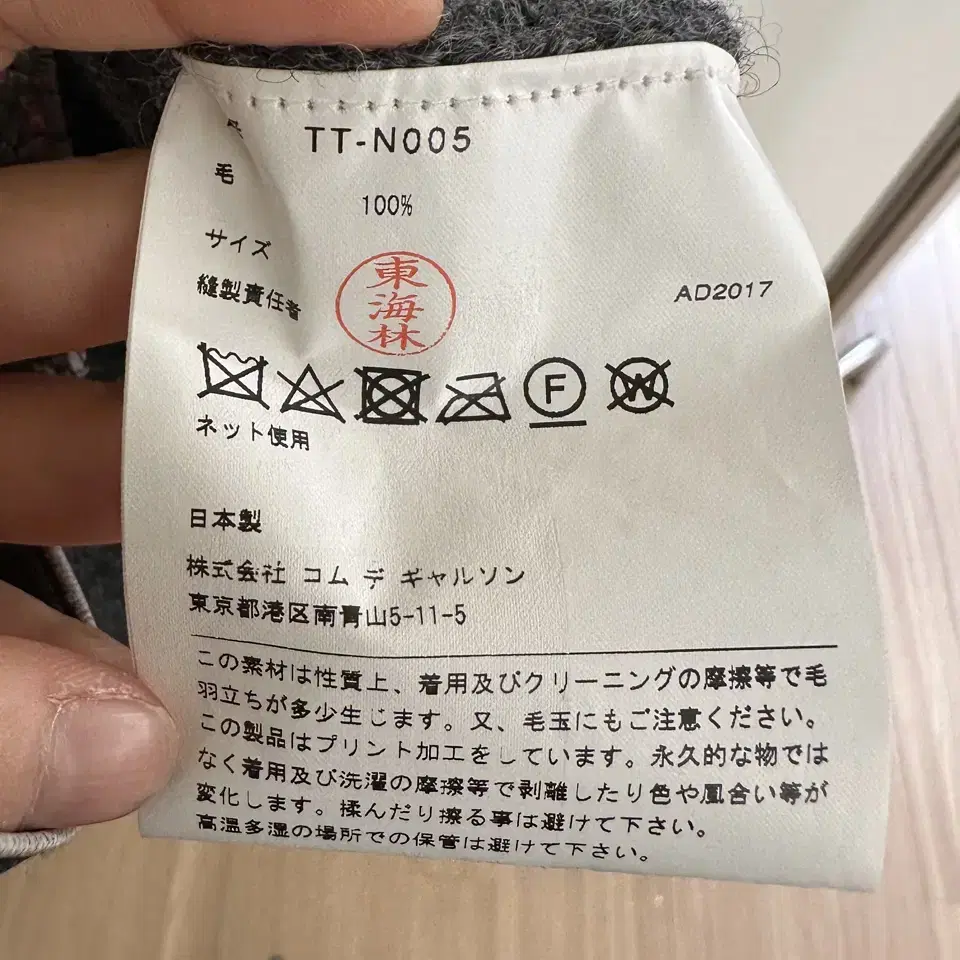 TT-N005
毛
100%
サイズ
縫製責任者
東海林
AD2017
F
W
ネット使用
日本製
株式会社 コム デ ギャルソン
東京都港区南青山5-11-5
この素材は性質上、着用及びクリーニングの摩擦等で毛
羽立ちが多少生じます。又、毛玉にもご注意ください。
この製品はプリント加工をしています。永久的な物では
なく着用及び洗濯の摩擦等で剥離したり色や風合い等が
変化します。揉んだり擦る事は避けて下さい。
高温多湿の場所での保管は避けて下さい。